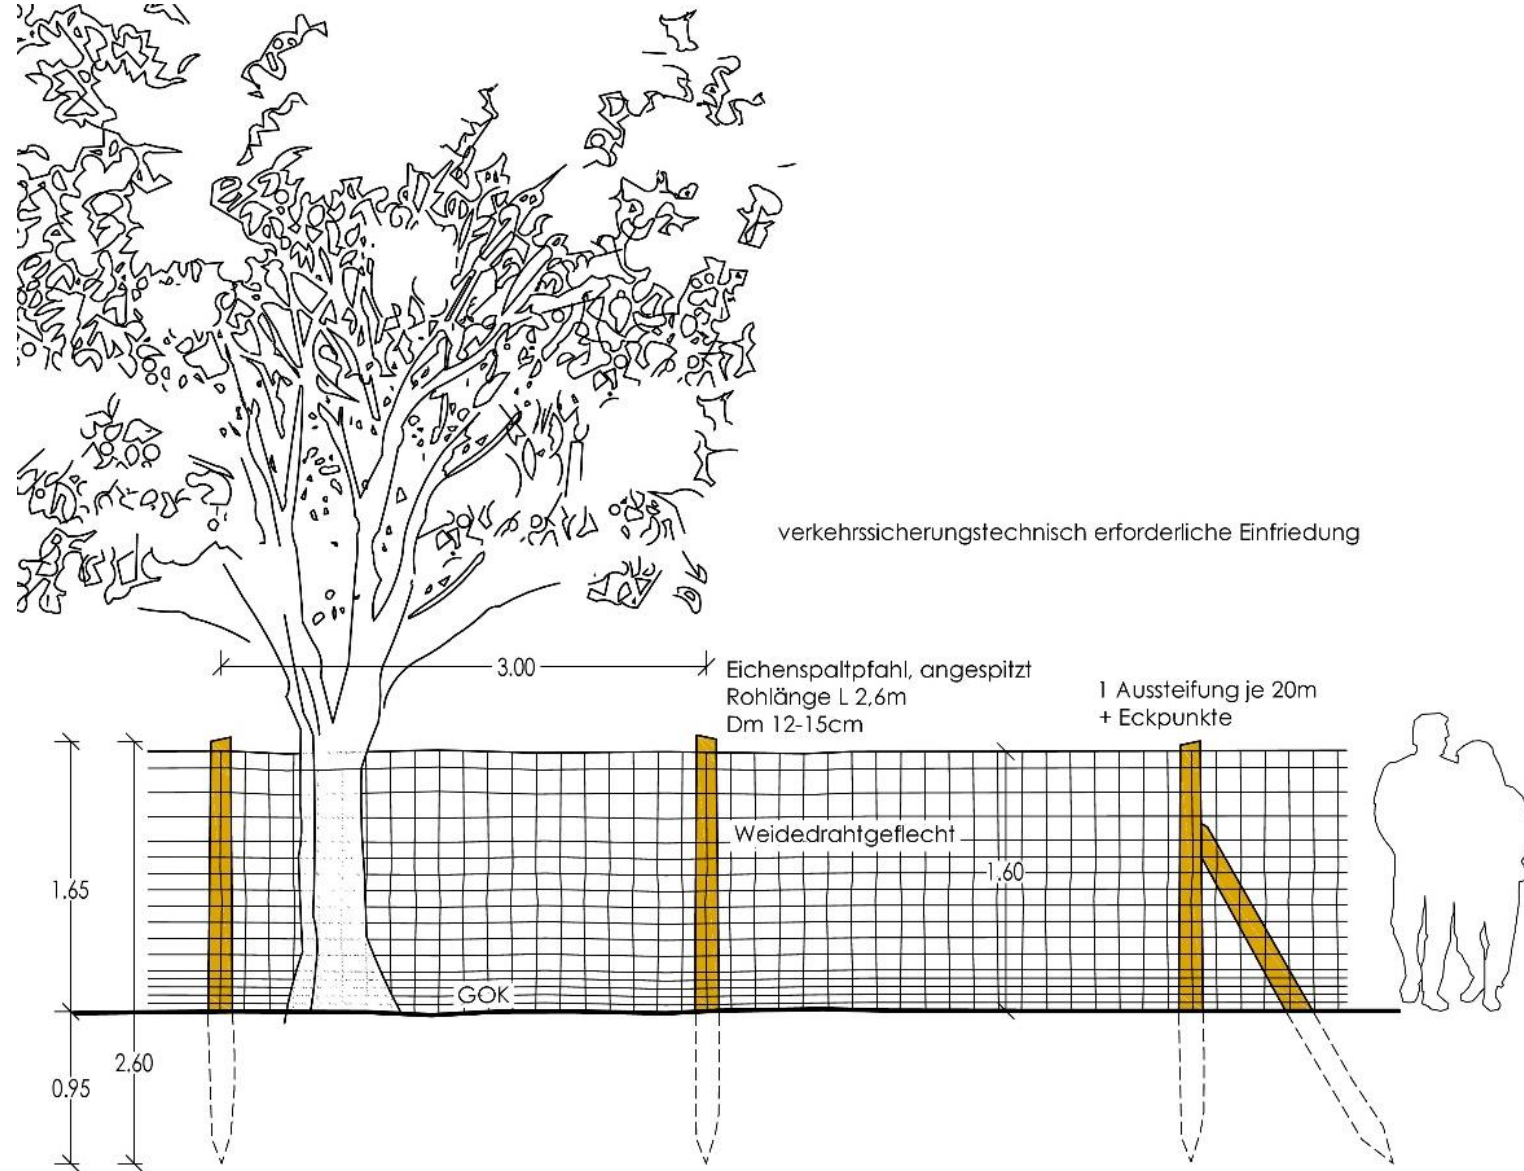 verkehrssicherungstechnisch erforderliche Einfriedung
3.00
Eichenspaltpfahl, angespitzt
Rohlänge L 2,6m
Dm 12-15cm
1 Aussteifung je 20m
+ Eckpunkte
Weidedrahtgeflecht
1.65
1.60
GOK
2.60
0.95